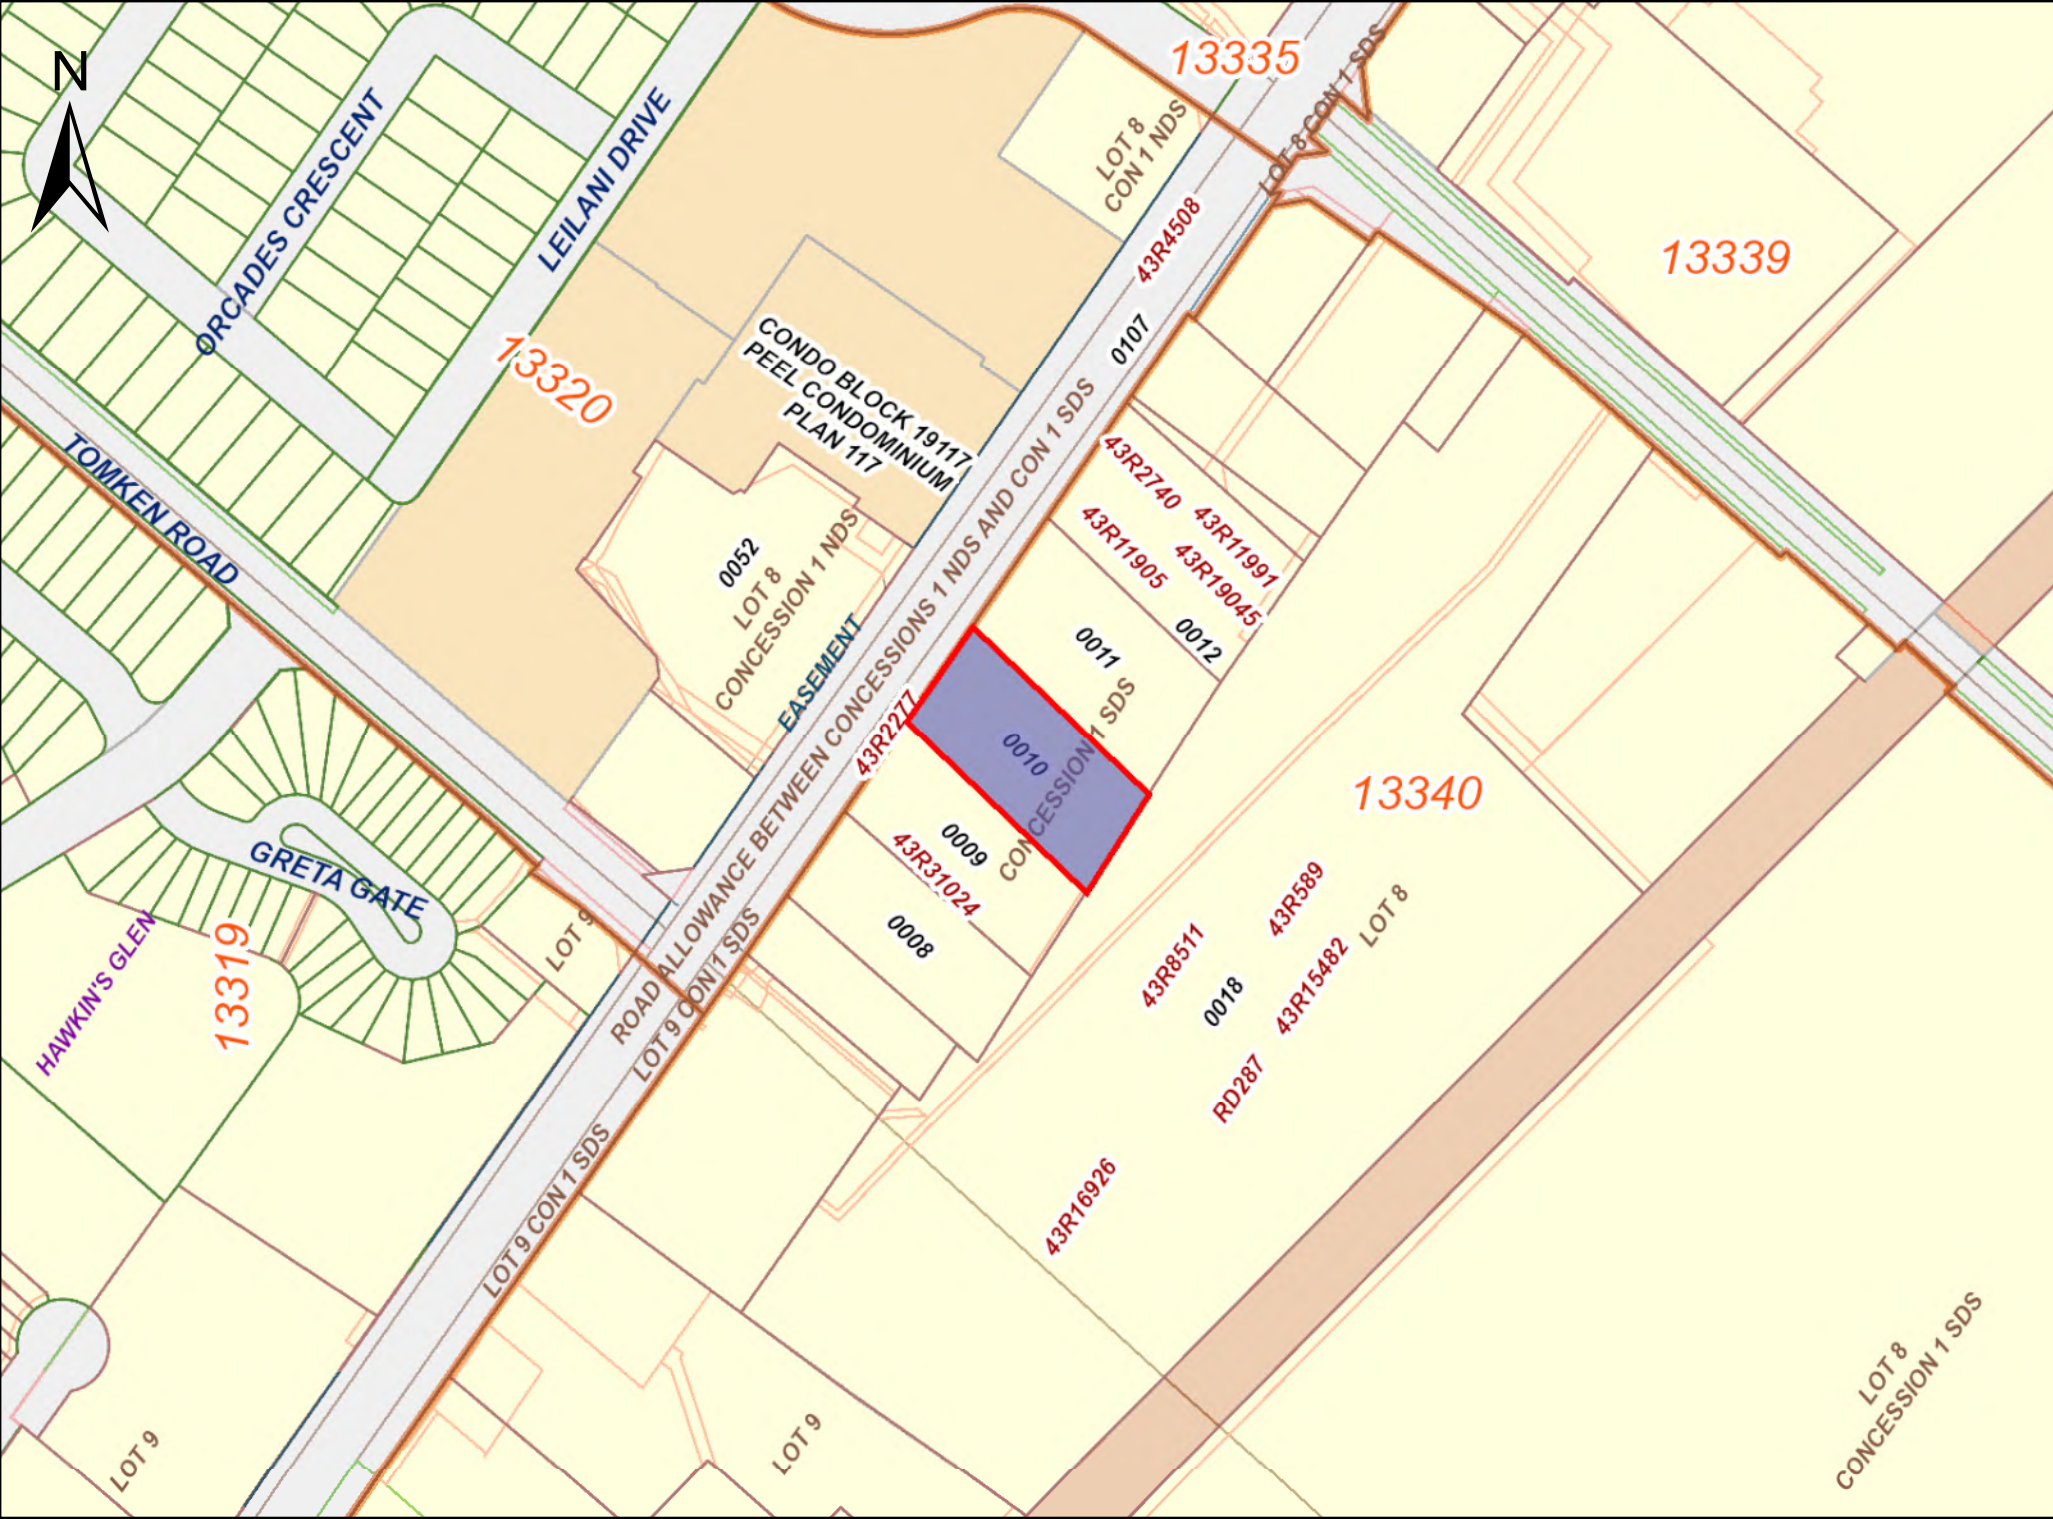 N
13335
LOT 8 CON 1 SDS
ORCADES CRESCENT
LEILANI DRIVE
LOT 8
CON 1 NDS
43R4508
13339
0107
13320
CONDO BLOCK 19117
PEEL CONDOMINIUM
PLAN 117
TOMKEN ROAD
43R2740
43R11991
43R11905
43R19045
0052
LOT 8
CONCESSION 1 NDS
0012
0011
EASEMENT
ROAD ALLOWANCE BETWEEN CONCESSIONS 1 NDS AND CON 1 SDS
43R2277
0010
CONCESSION 1 SDS
13340
0009
43R31024
GRETA GATE
0008
LOT 9
HAWKIN'S GLEN
13319
43R589
LOT 8
43R8511
0018
43R15482
LOT 9 CON 1 SDS
RD287
43R16926
LOT 9 CON 1 SDS
LOT 8
CONCESSION 1 SDS
LOT 9
LOT 9